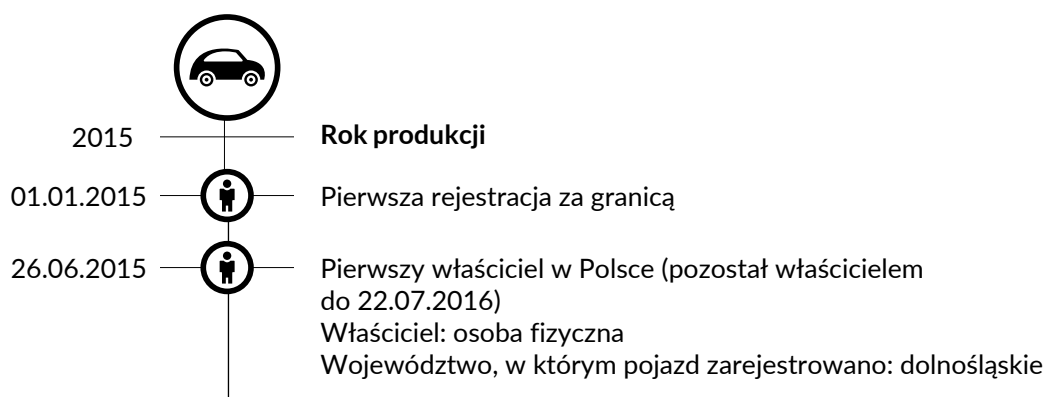 2015 Rok produkcji
01.01.2015 Pierwsza rejestracja za granicą
26.06.2015 Pierwszy właściciel w Polsce (pozostał właścicielem
do 22.07.2016)
Właściciel: osoba fizyczna
Województwo, w którym pojazd zarejestrowano: dolnośląskie